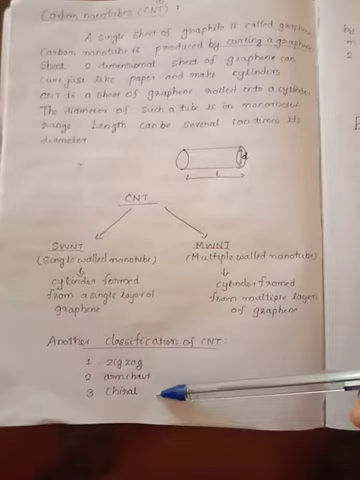 Carbon nanotubes (CNT) :
A single sheet of graphite is called graphene
Carbon nanotube is produced by curling a graphene
sheet 2 dimensional sheet of graphene can
Curl just like paper and make cylinders
CNT is a sheet of graphene rolled into a cylinder
The diameter of such a tube is in nanometer
range Length can be several 100 times its
diameter
d
l
CNT
SWNT
(Single walled nanotube)
cylinder formed
from a single layer of
graphene
MWNT
(Multiple walled nanotube)
cylinder fromed
from multiple layers
of graphene
Another classification of CNT:
1 zig zag
2 armchair
3 Chiral